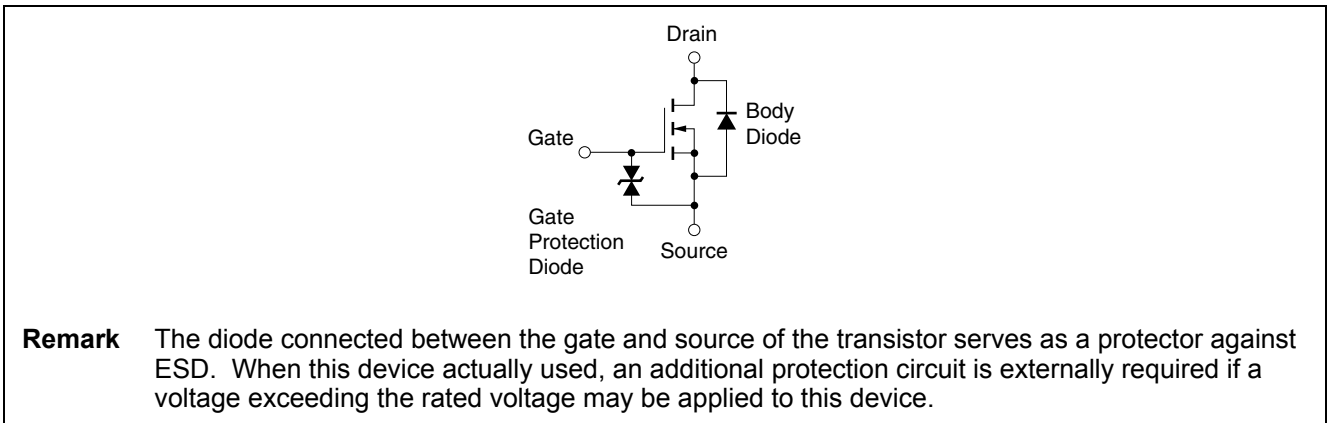 Drain
Body
Diode
Gate
Gate
Protection
Diode
Source
Remark The diode connected between the gate and source of the transistor serves as a protector against
ESD. When this device actually used, an additional protection circuit is externally required if a
voltage exceeding the rated voltage may be applied to this device.